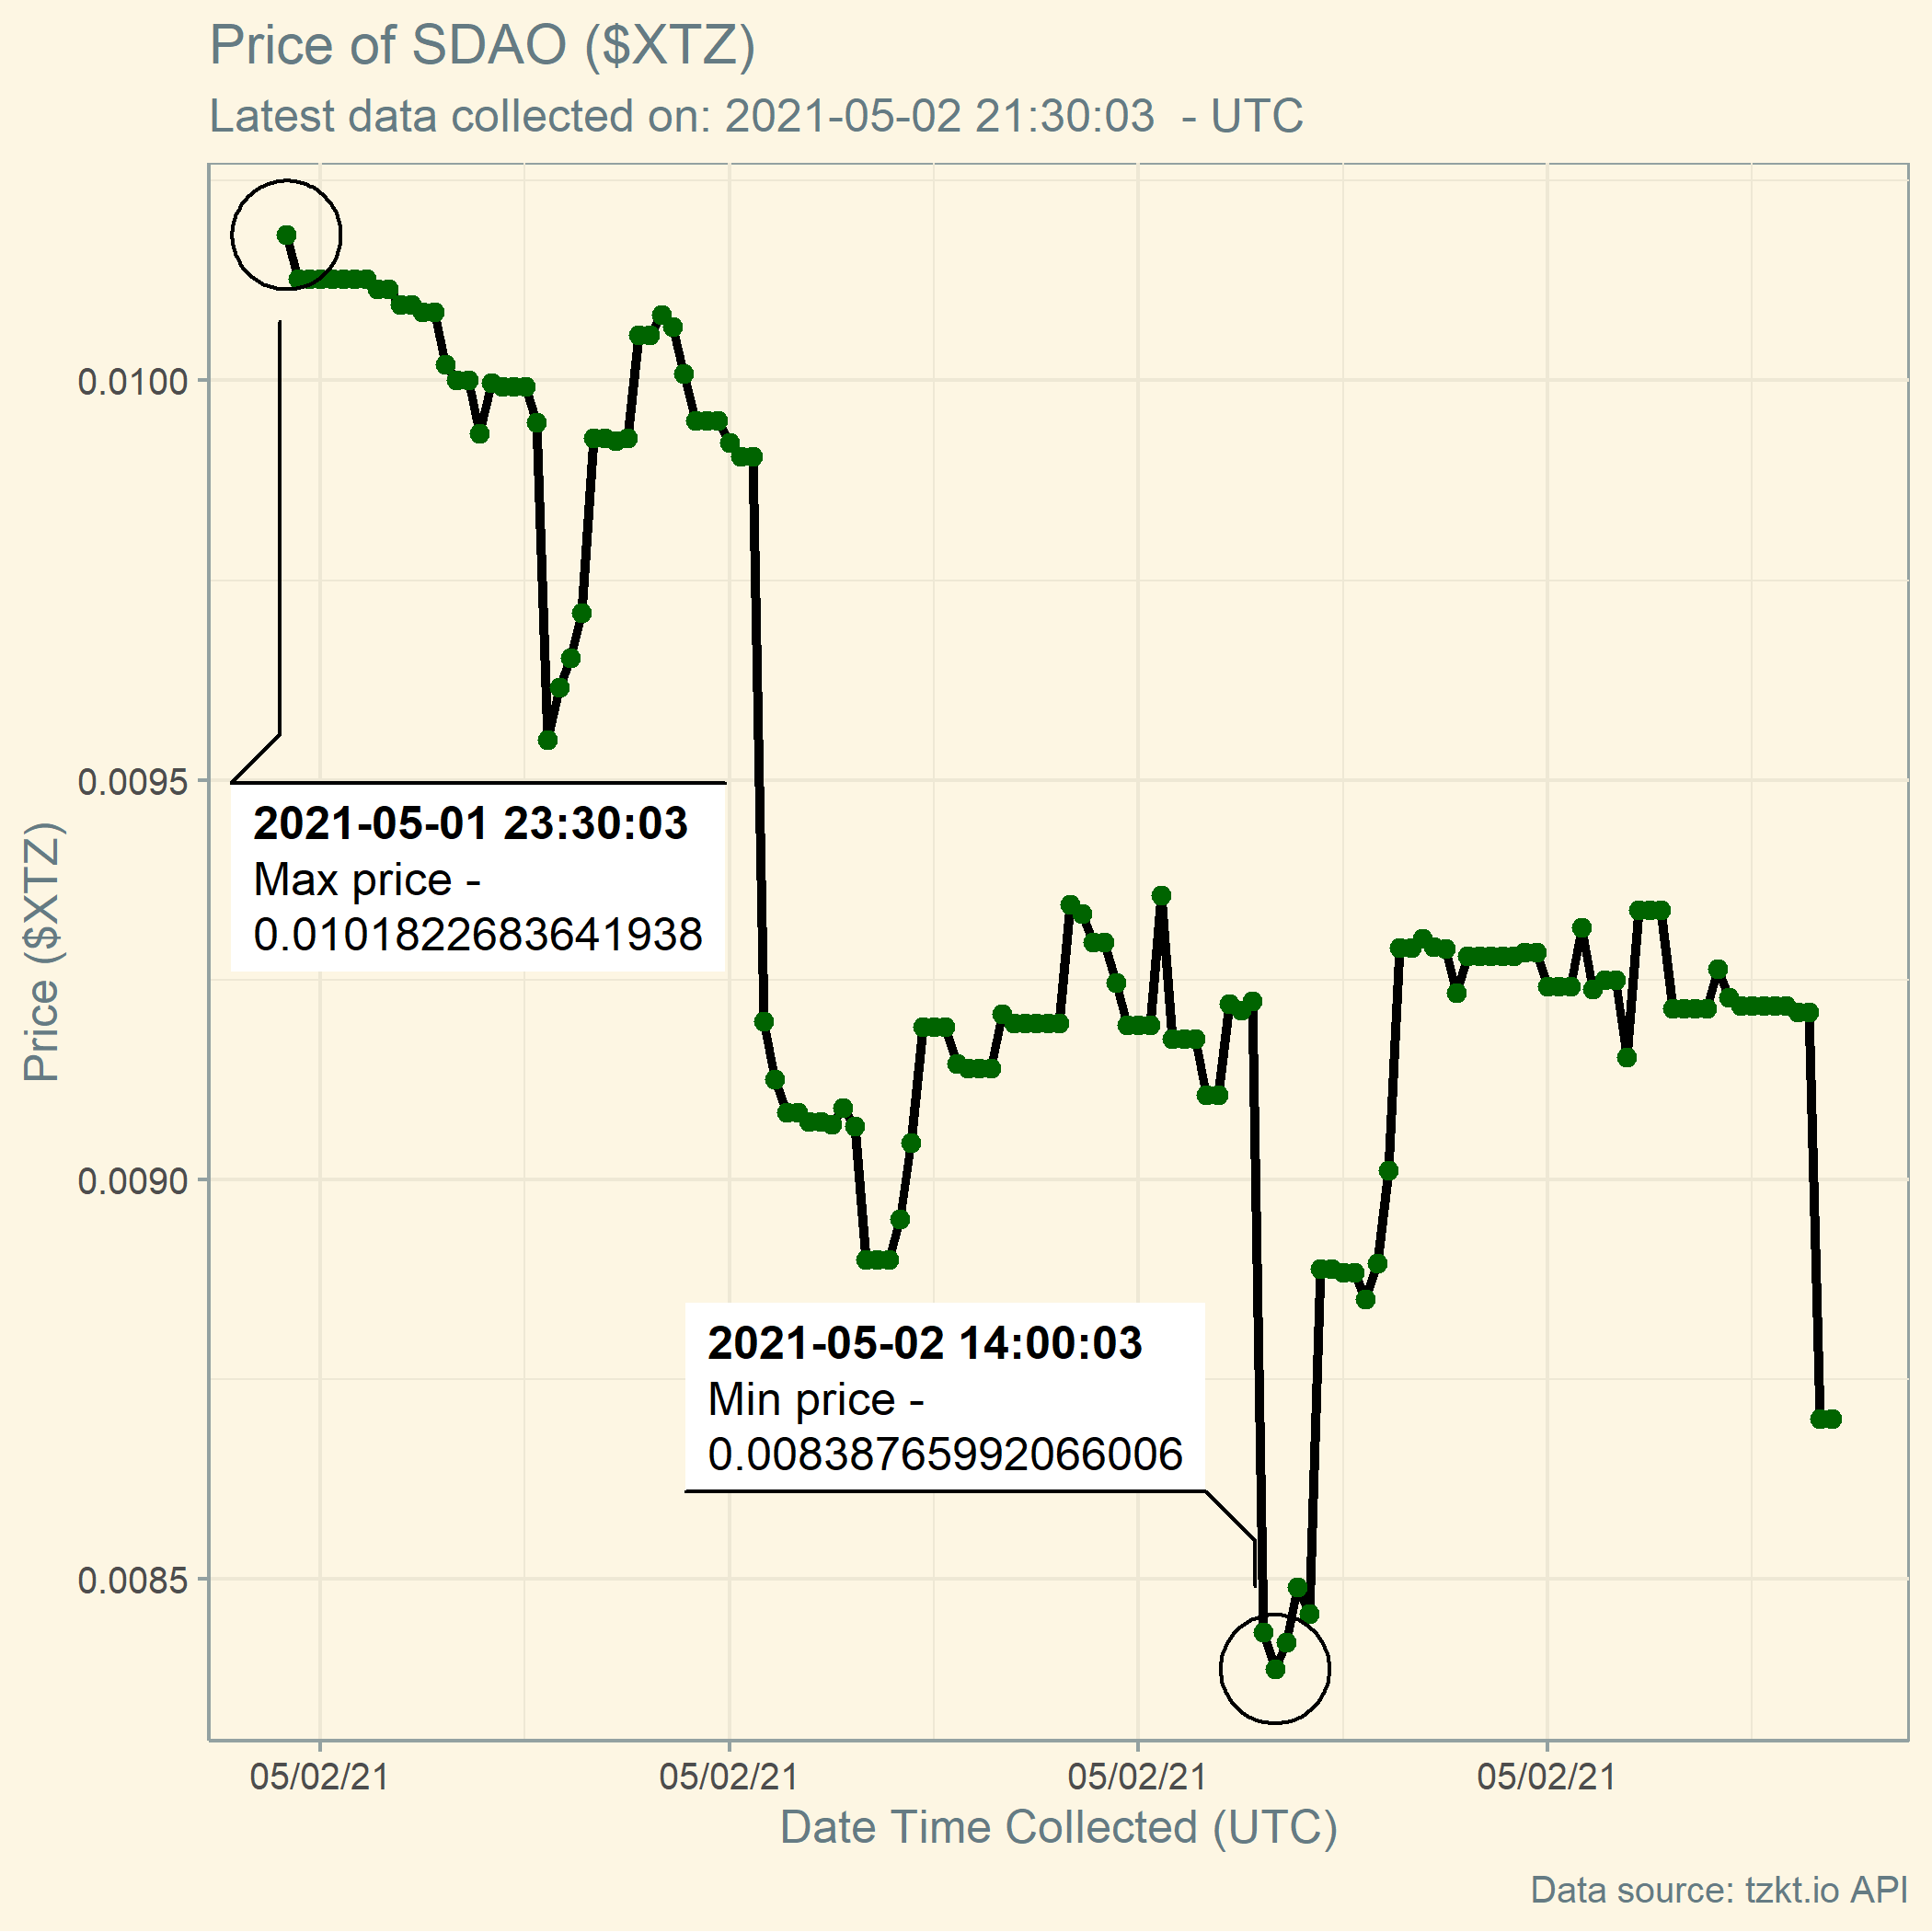 Price of SDAO ($XTZ)
Latest data collected on: 2021-05-02 21:30:03  - UTC
0.0100
0.0095
0.0090
0.0085
Price ($XTZ)
2021-05-01 23:30:03
Max price -
0.0101822683641938
2021-05-02 14:00:03
Min price -
0.00838765992066006
05/02/21
05/02/21
05/02/21
05/02/21
Date Time Collected (UTC)
Data source: tzkt.io API